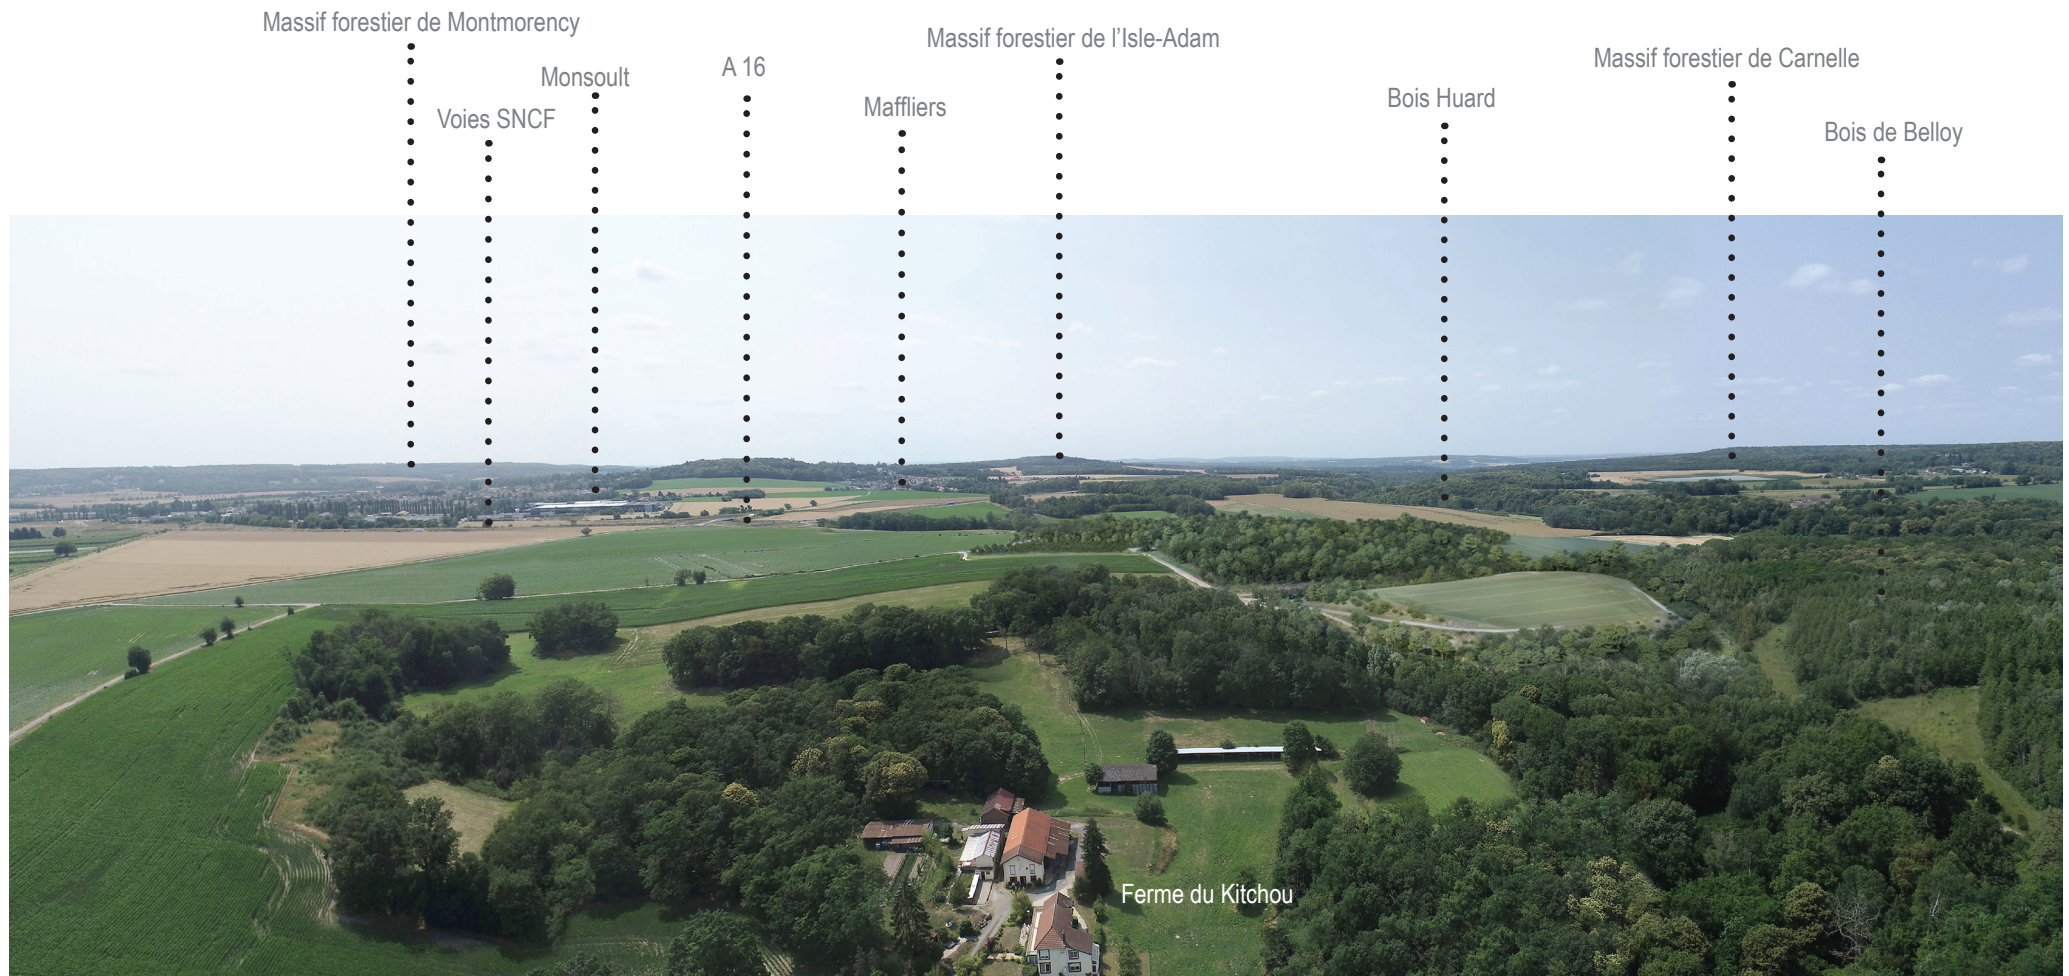 Massif forestier de Montmorency
Voies SNCF
Monsoult
A 16
Maffliers
Massif forestier de l'Isle-Adam
Bois Huard
Massif forestier de Carnelle
Bois de Belloy
Ferme du Kitchou